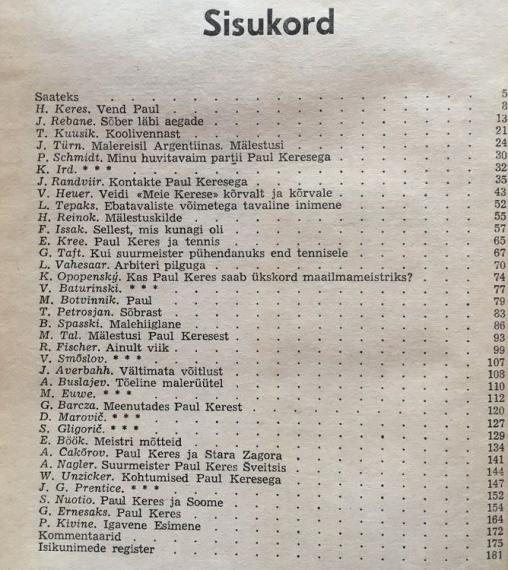 Sisukord
Saateks . . . . . . . . . . . . 5
H. Keres. Vend Paul . . . . . . . . . . 8
J. Rebane. Sõber läbi aegade . . . . . . . . 13
T. Kuusik. Koolivennast . . . . . . . . . 21
J. Türn. Malereisil Argentiinas. Mälestusi . . . . . . 24
P. Schmidt. Minu huvitavaim partii Paul Keresega . . . . . 30
K. Ird. * * * . . . . . . . . . . 32
J. Randviir. Kontakte Paul Keresega . . . . . . . 35
V. Heuer. Veidi «Meie Kerese» kõrvalt ja kõrvale . . . . . 43
L. Tepaks. Ebatavaliste võimetega tavaline inimene . . . . . 52
H. Reinok. Mälestuskilde . . . . . . . . . 55
F. Issak. Sellest, mis kunagi oli . . . . . . . . 57
E. Kree. Paul Keres ja tennis . . . . . . . . 65
G. Taft. Kui suurmeister pühendanuks end tennisele . . . . . 67
L. Vahesaar. Arbiteri pilguga . . . . . . . . 70
K. Opopenský. Kas Paul Keres saab ükskord maailmameistriks? . . . 74
V. Baturinski. * * * . . . . . . . . . 77
M. Botvinnik. Paul . . . . . . . . . 79
T. Petrosjan. Sõbrast . . . . . . . . . 83
B. Spasski. Malehiiglane . . . . . . . . . 86
M. Tal. Mälestusi Paul Keresest . . . . . . . 93
R. Fischer. Ainult viik . . . . . . . . . 99
V. Smõslov. * * * . . . . . . . . . 107
J. Averbahh. Vältimata võitlust . . . . . . . 108
A. Buslajev. Tõeline malerüütel . . . . . . . 110
M. Euwe. * * * . . . . . . . . . 112
G. Barcza. Meenutades Paul Kerest . . . . . . . 120
D. Marovič. * * * . . . . . . . . . 127
S. Gligorič. * * * . . . . . . . . . 129
E. Böök. Meistri mõtteid . . . . . . . . 134
A. Cakõrov. Paul Keres ja Stara Zagora . . . . . . 141
A. Nagler. Suurmeister Paul Keres Šveitsis . . . . . . 144
W. Unzicker. Kohtumised Paul Keresega . . . . . . 147
J. G. Prentice. * * * . . . . . . . . 152
S. Nuotio. Paul Keres ja Soome . . . . . . . 154
G. Ernesaks. Paul Keres . . . . . . . . 164
P. Kivine. Igavene Esimene . . . . . . . . 172
Kommentaarid . . . . . . . . . . 175
Isikunimede register . . . . . . . . . 181